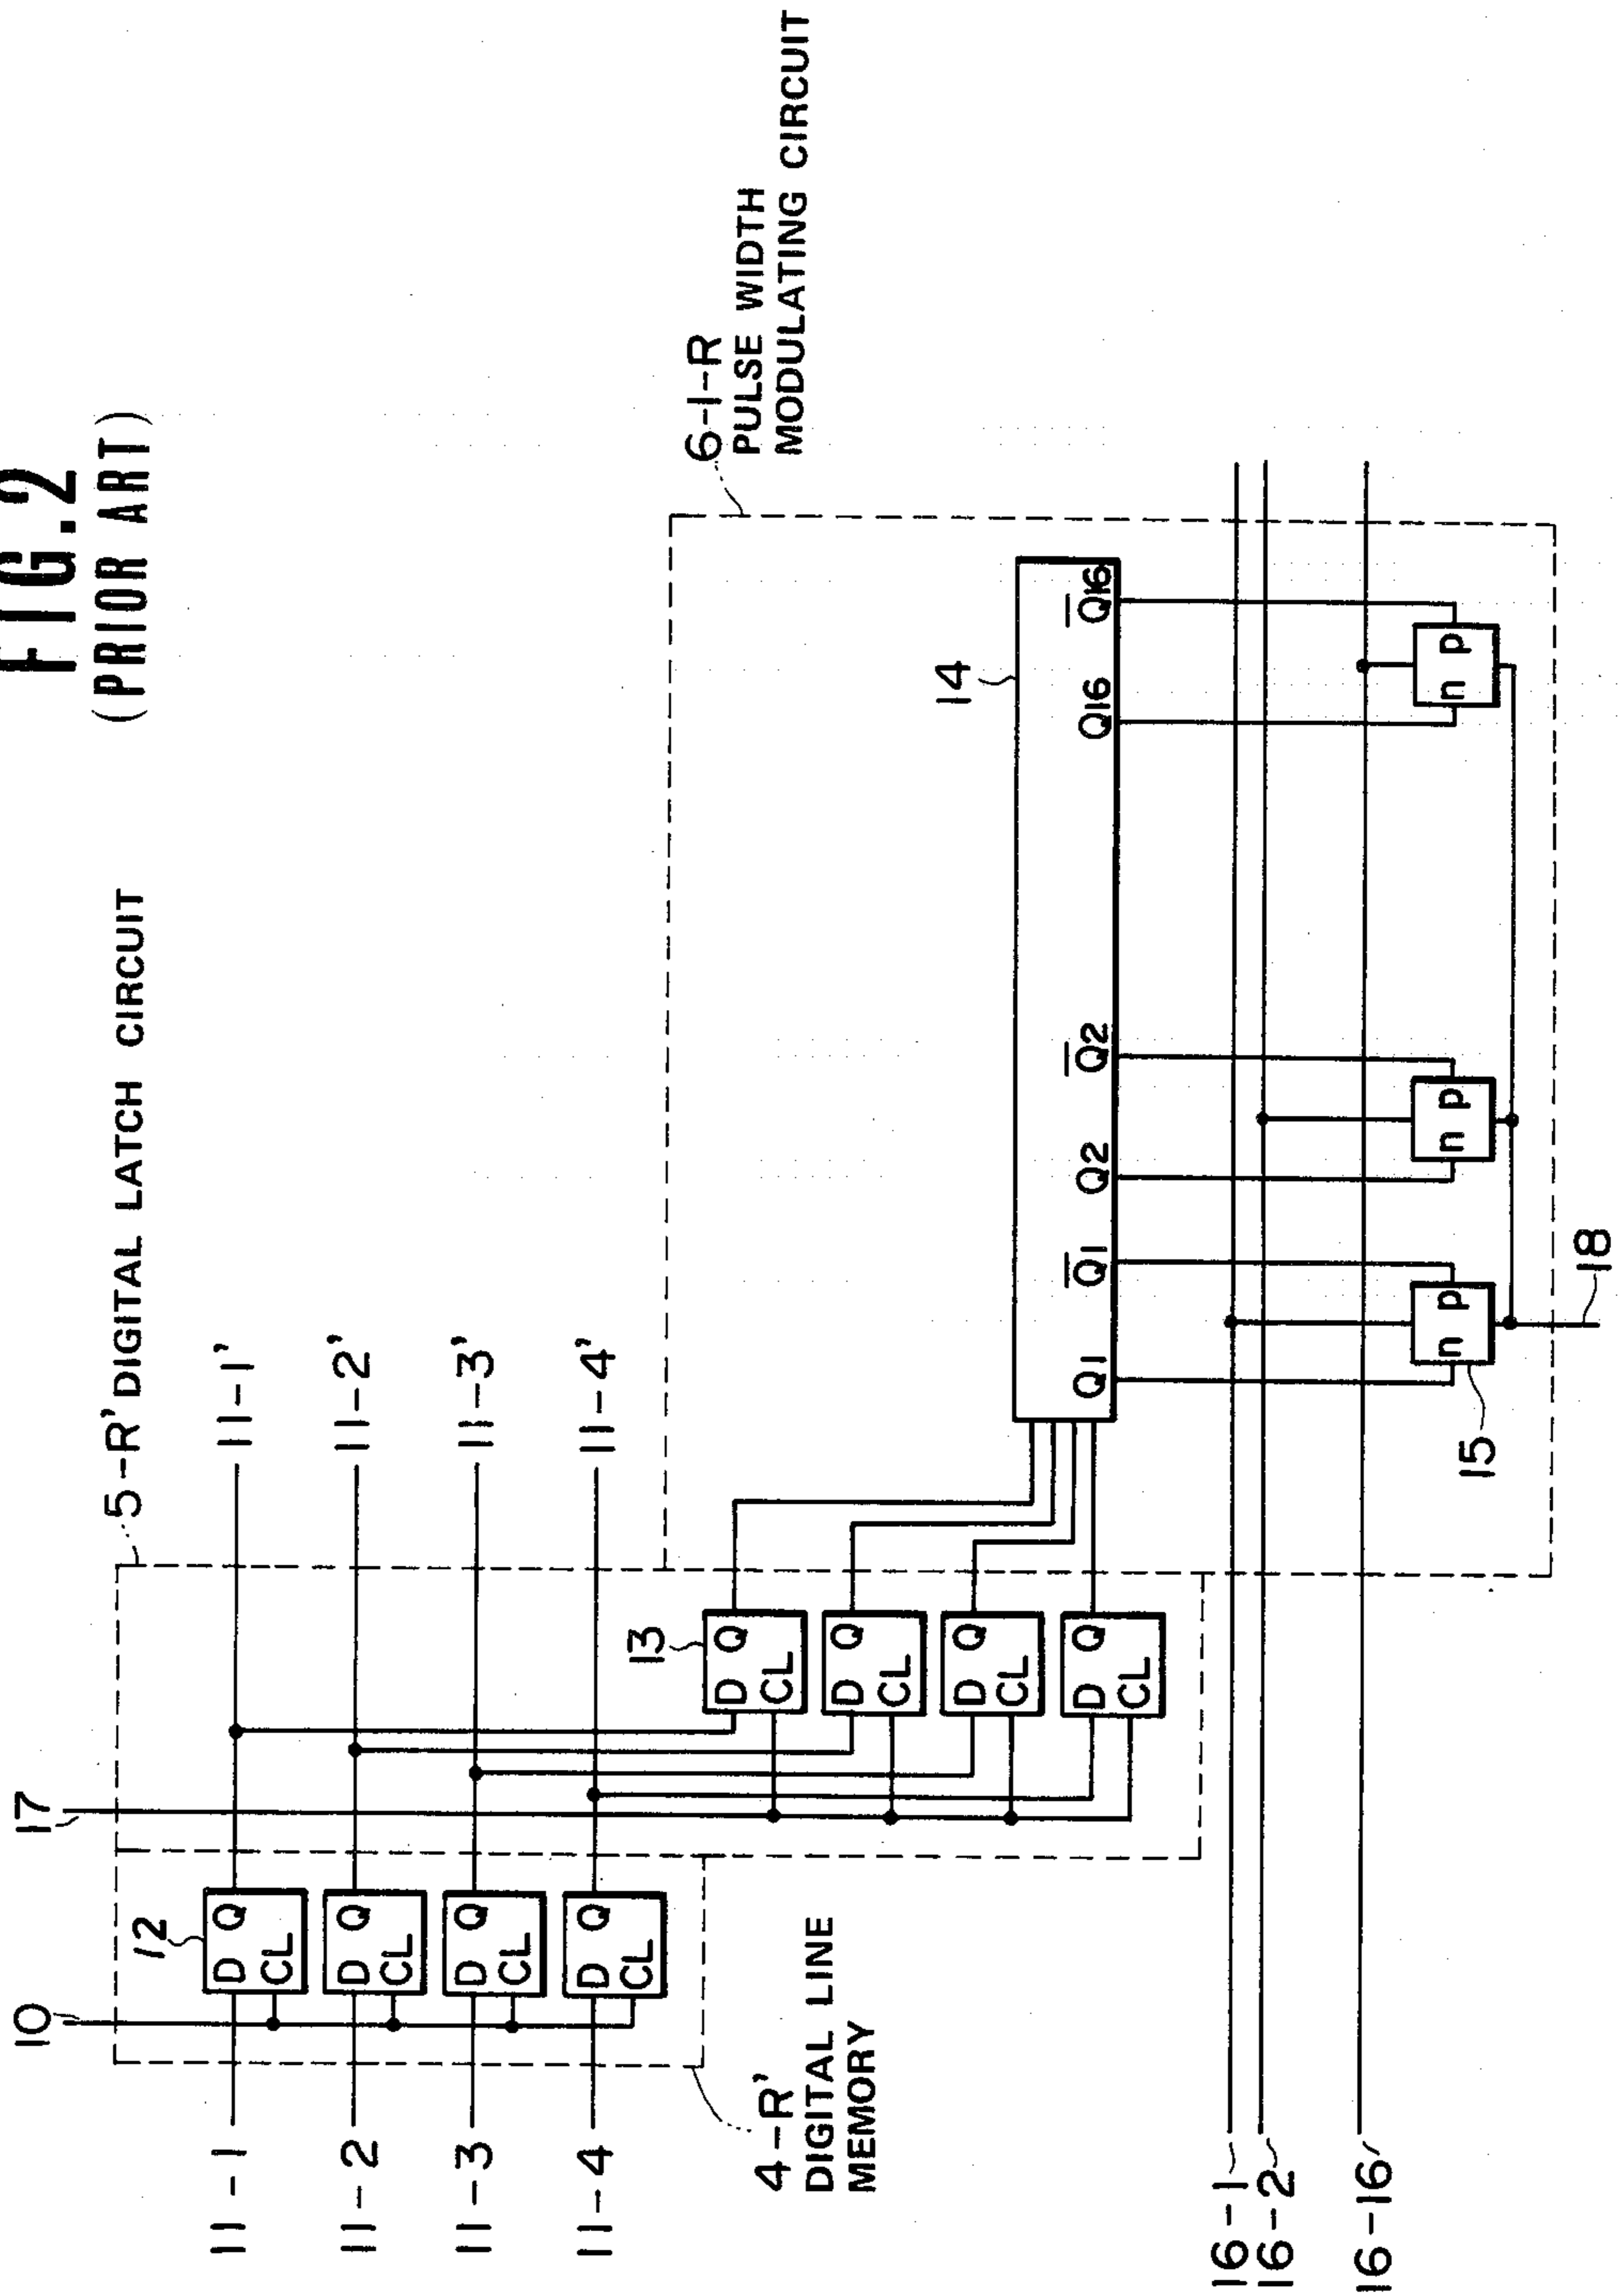 FIG.2
(PRIOR ART)
5-R' DIGITAL LATCH CIRCUIT
10
17
12
11-1
D Q
CL
11-1'
11-2
D Q
CL
11-2'
11-3
D Q
CL
11-3'
11-4
D Q
CL
11-4'
4-R'
DIGITAL LINE
MEMORY
13
D Q
CL
D Q
CL
D Q
CL
D Q
CL
6-1-R
PULSE WIDTH
MODULATING CIRCUIT
14
Q1 Q̅1 Q2 Q̅2 Q16 Q̅16
16-1
16-2
16-16
15
n p
n p
n p
18